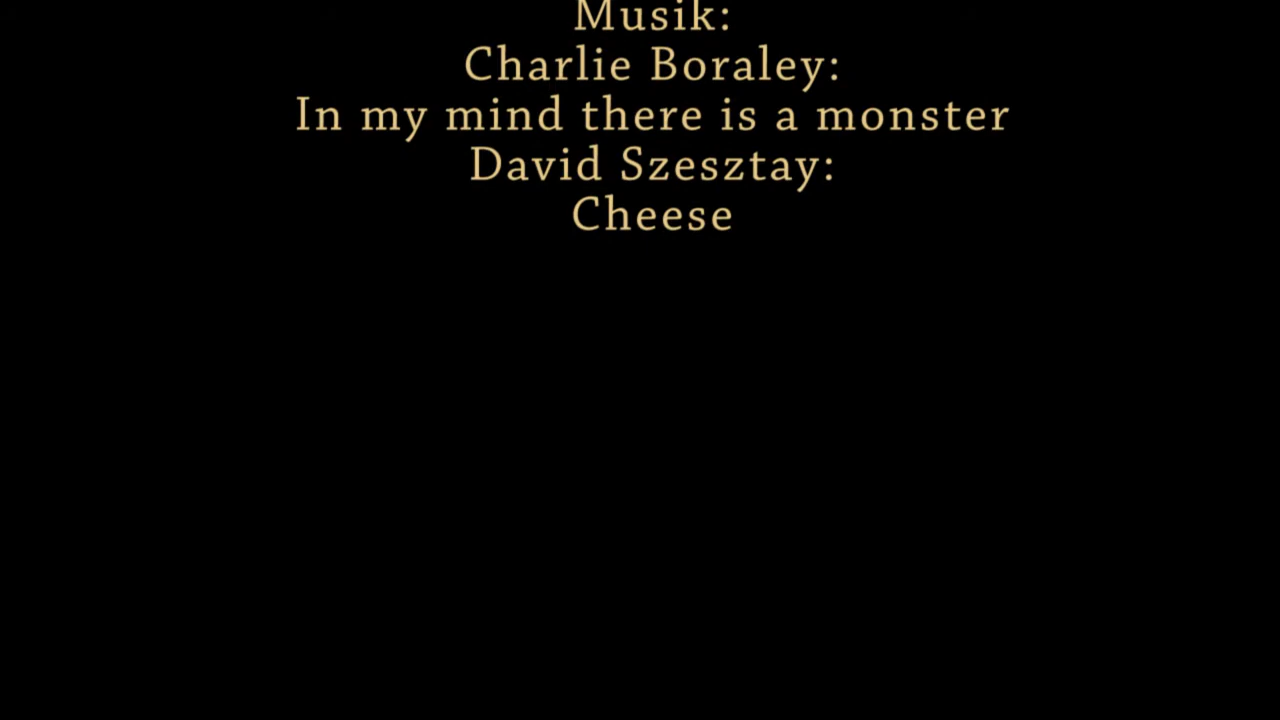 Musik:
Charlie Boraley:
In my mind there is a monster
David Szesztay:
Cheese